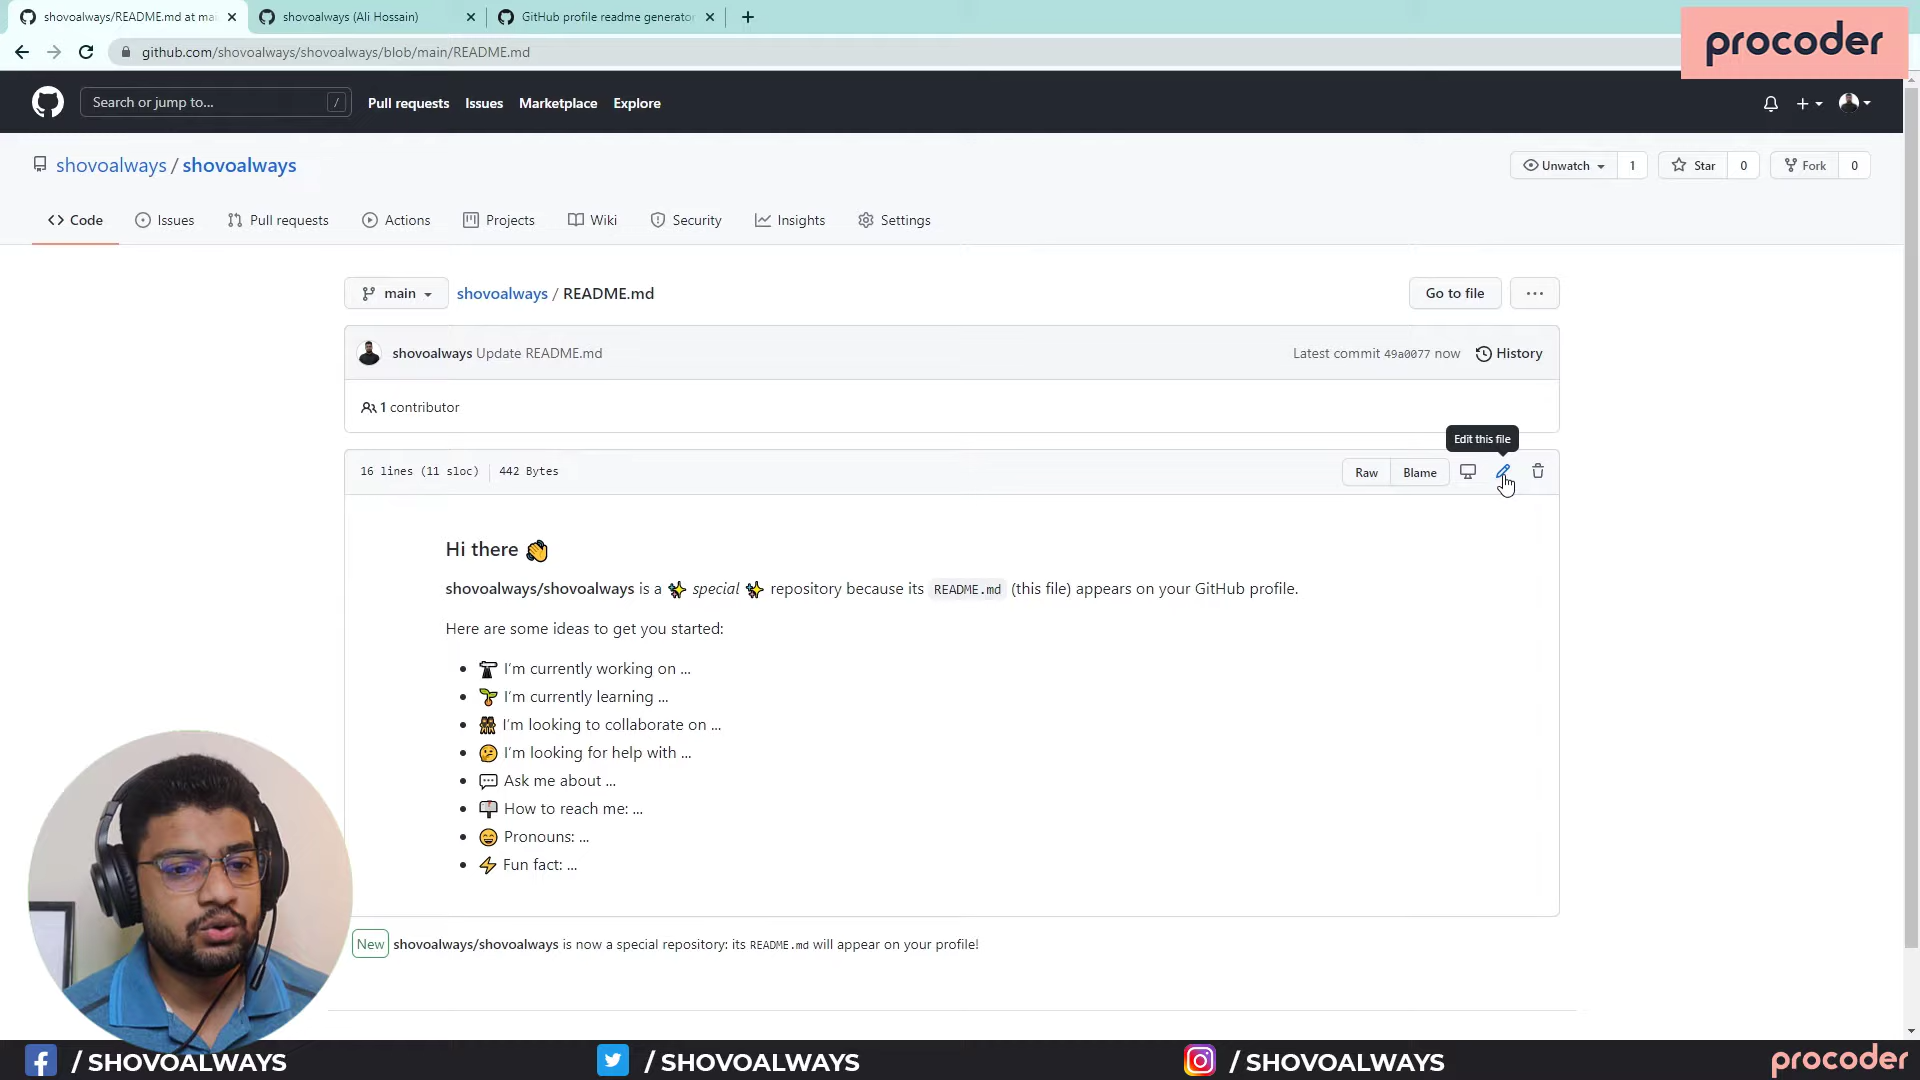 shovoalways/README.md at ma
shovoalways (Ali Hossain)
GitHub profile readme generator
github.com/shovoalways/shovoalways/blob/main/README.md
procoder
Search or jump to...
/
Pull requests
Issues
Marketplace
Explore
shovoalways / shovoalways
Unwatch 1
Star 0
Fork 0
Code
Issues
Pull requests
Actions
Projects
Wiki
Security
Insights
Settings
main
shovoalways / README.md
Go to file
shovoalways Update README.md
Latest commit 49a0077 now
History
1 contributor
Edit this file
16 lines (11 sloc)
442 Bytes
Raw
Blame
Hi there 👋
shovoalways/shovoalways is a ✨ special ✨ repository because its README.md (this file) appears on your GitHub profile.
Here are some ideas to get you started:
• 🔭 I'm currently working on ...
• 🌱 I'm currently learning ...
• 👯 I'm looking to collaborate on ...
• 🤔 I'm looking for help with ...
• 💬 Ask me about ...
• 📫 How to reach me: ...
• 😄 Pronouns: ...
• ⚡ Fun fact: ...
New shovoalways/shovoalways is now a special repository: its README.md will appear on your profile!
/ SHOVOALWAYS
/ SHOVOALWAYS
/ SHOVOALWAYS
procoder